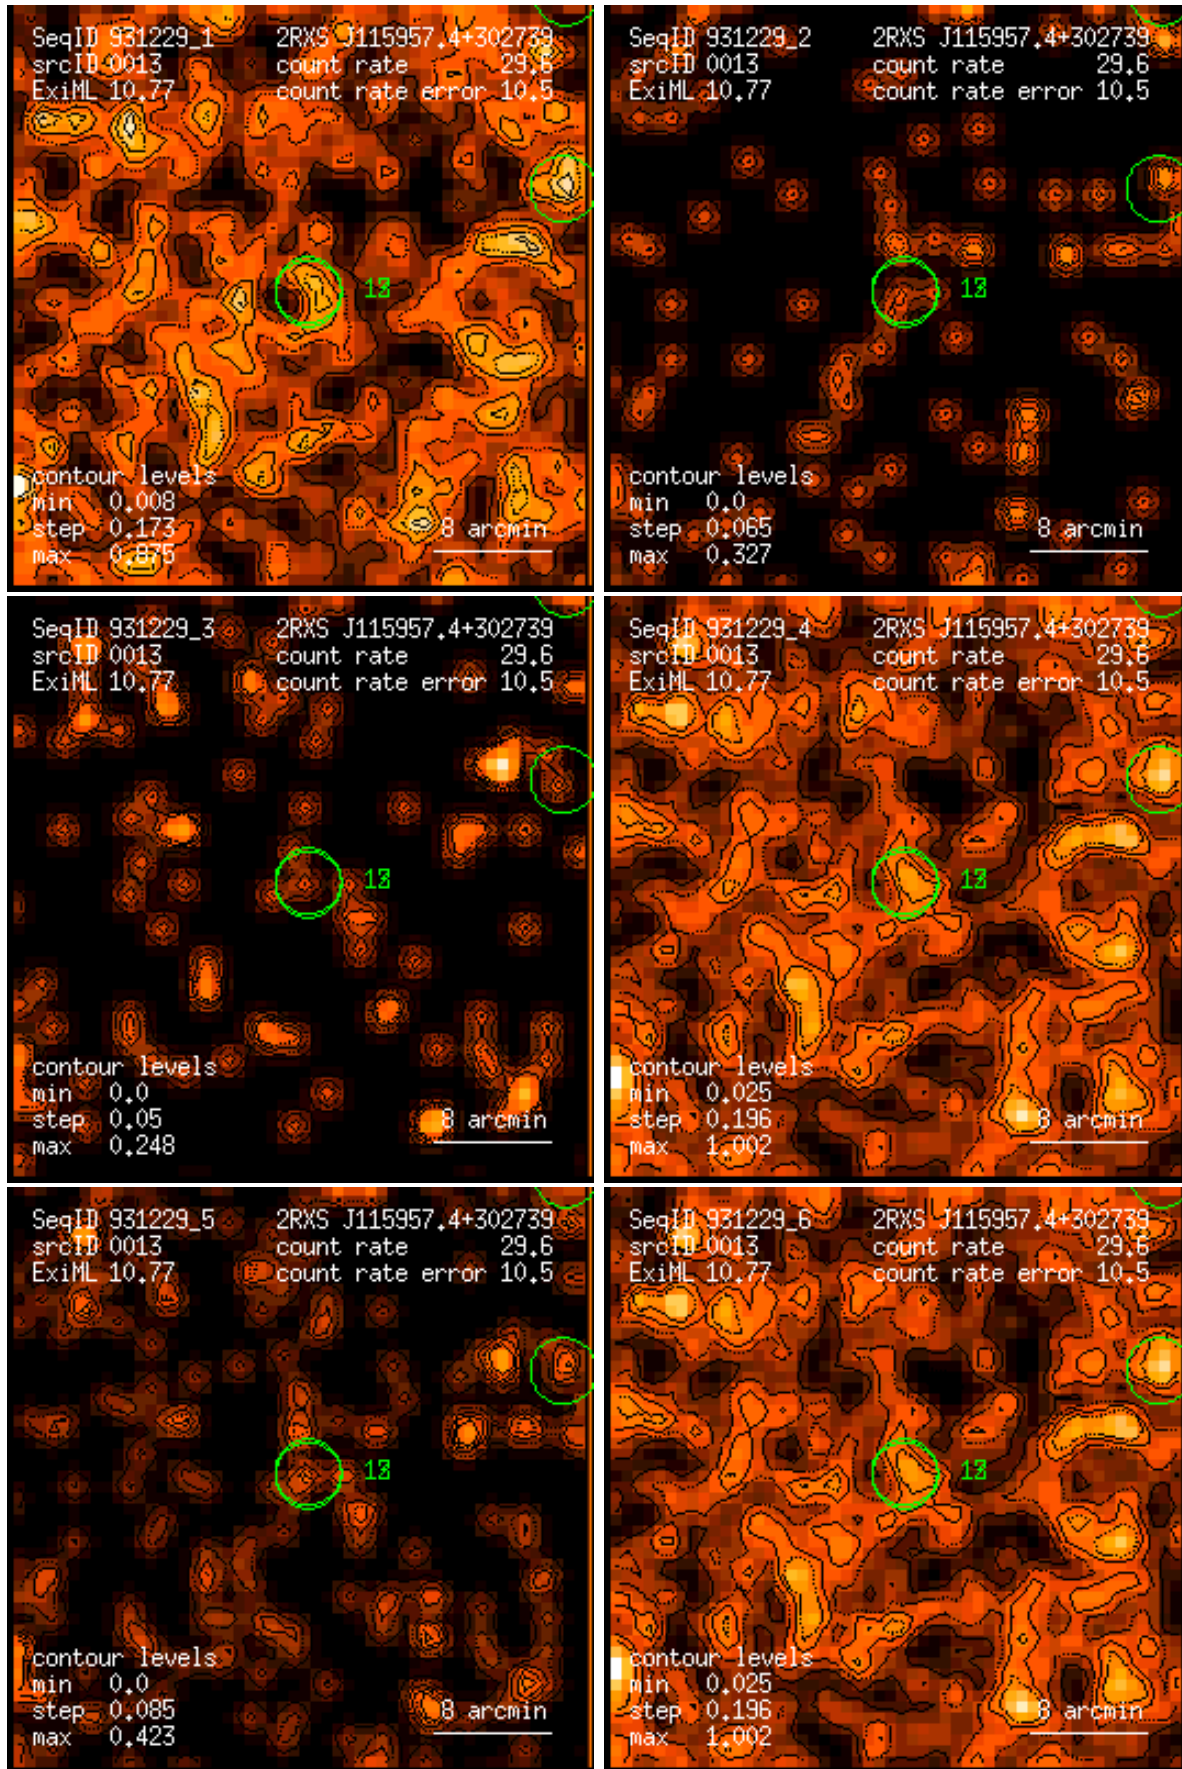 SeqID 931229_1 2RXS J115957.4+302739
srcID 0013 count rate 29.6
ExiML 10.77 count rate error 10.5
contour levels
min 0.008
step 0.173
max 0.875
8 arcmin
SeqID 931229_2 2RXS J115957.4+302739
srcID 0013 count rate 29.6
ExiML 10.77 count rate error 10.5
contour levels
min 0.0
step 0.065
max 0.327
8 arcmin
SeqID 931229_3 2RXS J115957.4+302739
srcID 0013 count rate 29.6
ExiML 10.77 count rate error 10.5
contour levels
min 0.0
step 0.05
max 0.248
8 arcmin
SeqID 931229_4 2RXS J115957.4+302739
srcID 0013 count rate 29.6
ExiML 10.77 count rate error 10.5
contour levels
min 0.025
step 0.196
max 1.002
8 arcmin
SeqID 931229_5 2RXS J115957.4+302739
srcID 0013 count rate 29.6
ExiML 10.77 count rate error 10.5
contour levels
min 0.0
step 0.085
max 0.423
8 arcmin
SeqID 931229_6 2RXS J115957.4+302739
srcID 0013 count rate 29.6
ExiML 10.77 count rate error 10.5
contour levels
min 0.025
step 0.196
max 1.002
8 arcmin